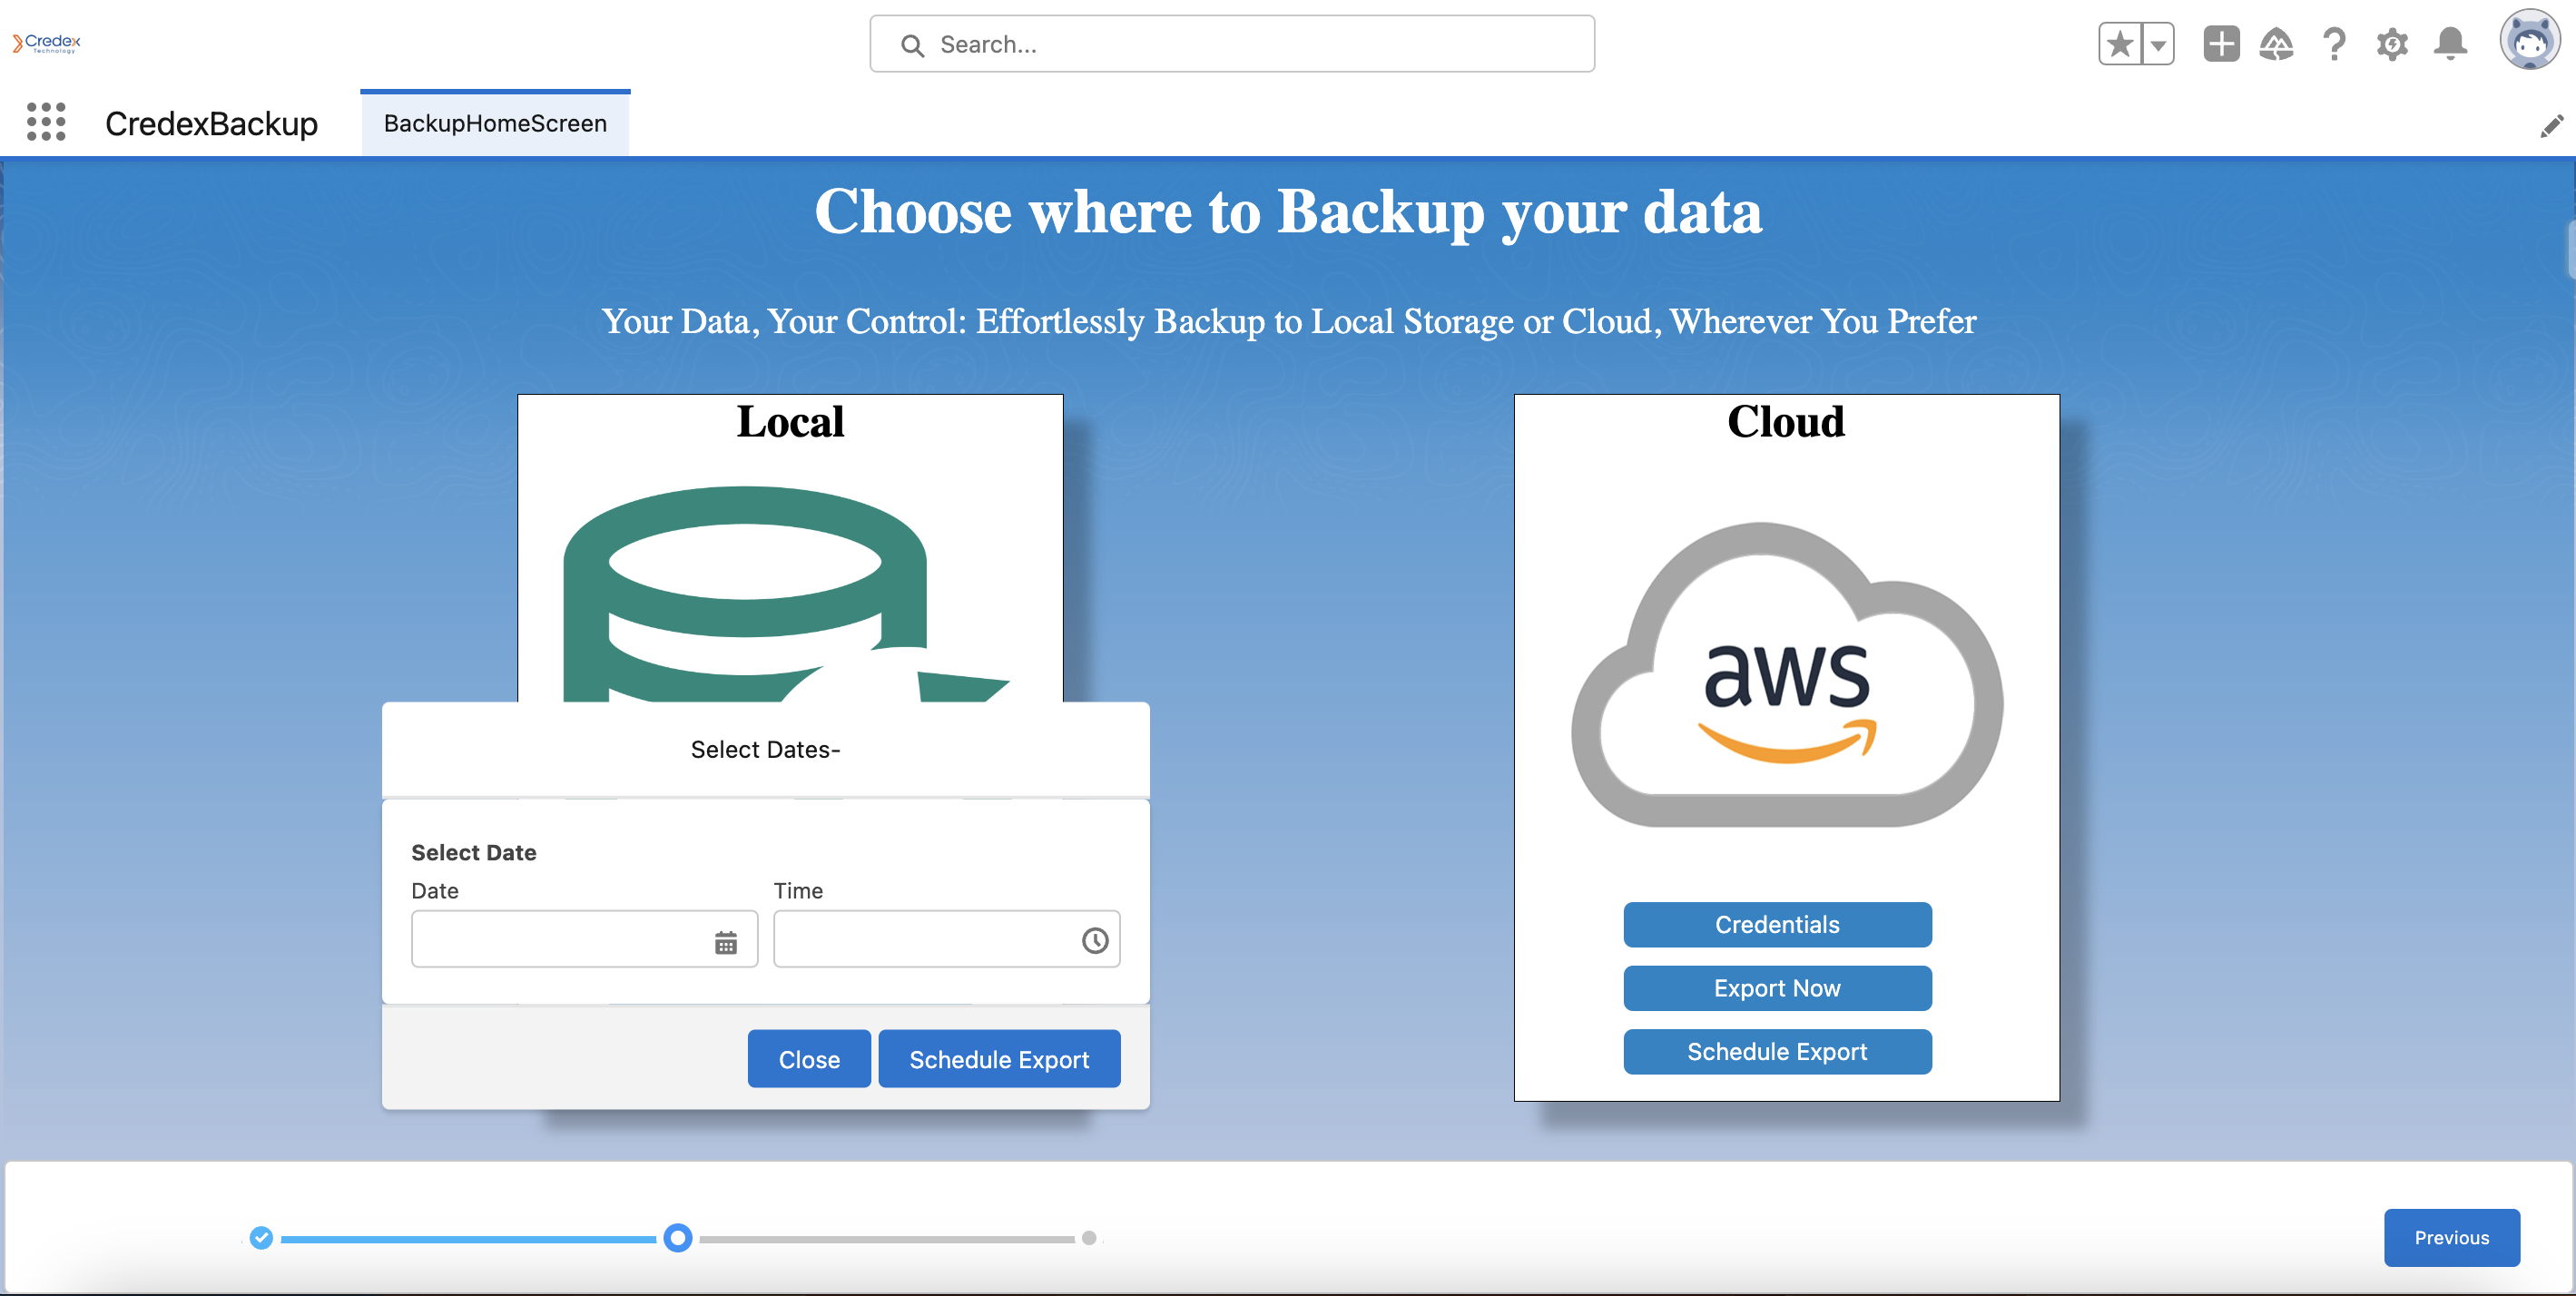 Credex
Technology
Search...
CredexBackup
BackupHomeScreen
Choose where to Backup your data
Your Data, Your Control: Effortlessly Backup to Local Storage or Cloud, Wherever You Prefer
Local
Cloud
aws
Select Dates-
Select Date
Date
Time
Close
Schedule Export
Credentials
Export Now
Schedule Export
Previous